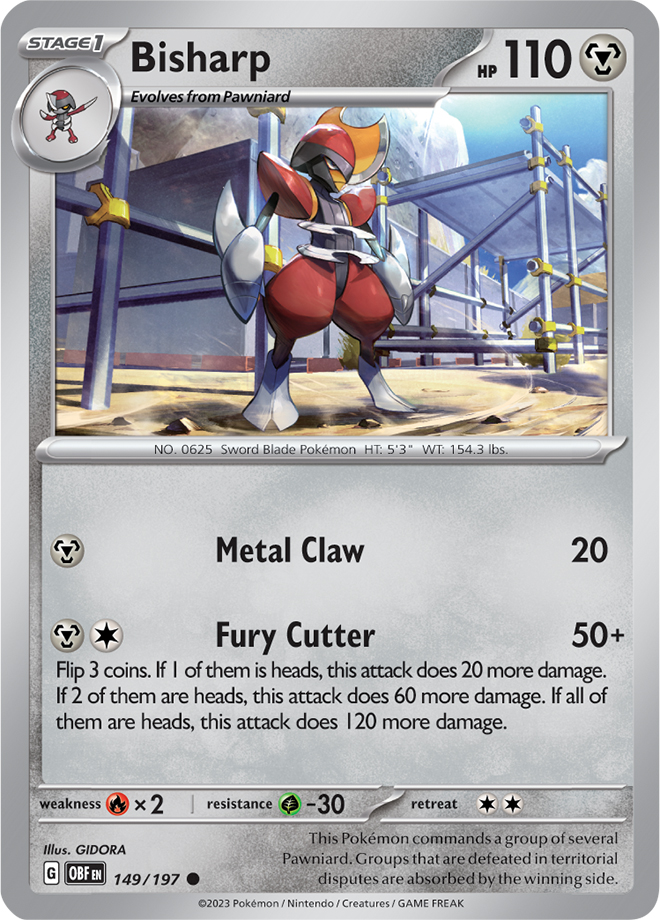 STAGE1
Bisharp
HP 110
Evolves from Pawniard
NO. 0625 Sword Blade Pokémon HT: 5'3" WT: 154.3 lbs.
Metal Claw 20
Fury Cutter 50+
Flip 3 coins. If 1 of them is heads, this attack does 20 more damage.
If 2 of them are heads, this attack does 60 more damage. If all of
them are heads, this attack does 120 more damage.
weakness ×2 resistance -30 retreat
Illus. GIDORA
This Pokémon commands a group of several
Pawniard. Groups that are defeated in territorial
disputes are absorbed by the winning side.
G OBF EN 149/197
©2023 Pokémon / Nintendo / Creatures / GAME FREAK